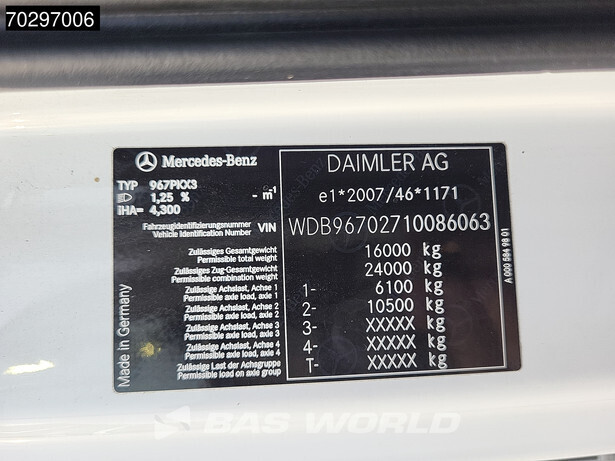 70297006
Mercedes-Benz
DAIMLER AG
TYP 967PKX3
1,25 % - m⁻¹
e1*2007/46*1171
iHA= 4,300
Fahrzeugidentifizierungsnummer
Vehicle Identification Number
VIN
WDB96702710086063
Zulässiges Gesamtgewicht
Permissible total weight
16000 kg
Zulässiges Zug-Gesamtgewicht
Permissible combination weight
24000 kg
Zulässige Achslast, Achse 1
Permissible axle load, axle 1
1- 6100 kg
Zulässige Achslast, Achse 2
Permissible axle load, axle 2
2- 10500 kg
Zulässige Achslast, Achse 3
Permissible axle load, axle 3
3- XXXXX kg
Zulässige Achslast, Achse 4
Permissible axle load, axle 4
4- XXXXX kg
Zulässige Last der Achsgruppe
Permissible load on axle group
T- XXXXX kg
Made in Germany
A 000 584 98 01
BAS WORLD